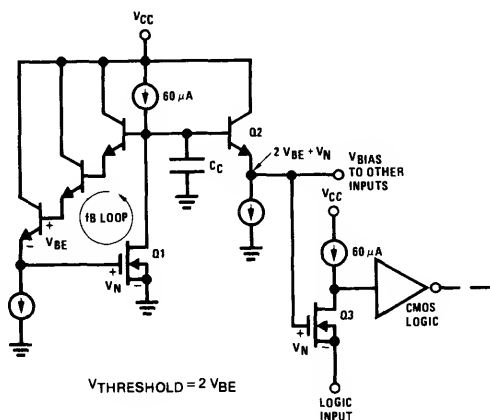 VCC
60 μA
Q2
2 VBE + VN
CC
VBIAS
TO OTHER
INPUTS
VCC
fB LOOP
+
VBE
-
Q1
+
VN
-
60 μA
Q3
+
VN
-
CMOS
LOGIC
VTHRESHOLD = 2 VBE
LOGIC
INPUT